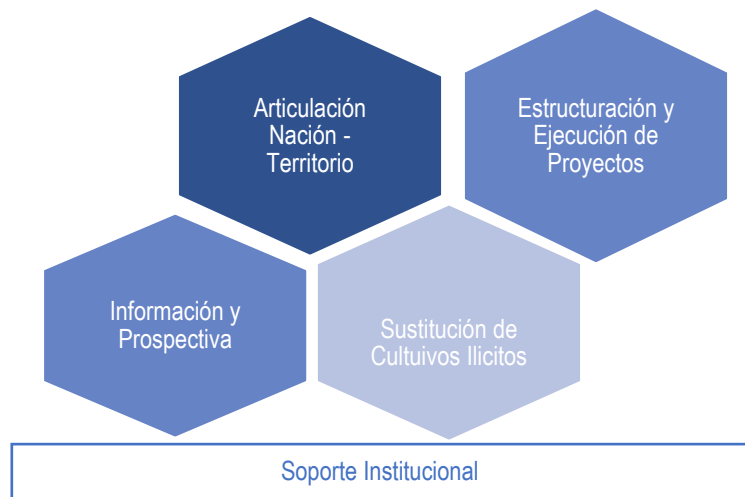 Articulación
Nación -
Territorio
Estructuración y
Ejecución de
Proyectos
Información y
Prospectiva
Sustitución de
Cultuivos Ilicitos
Soporte Institucional